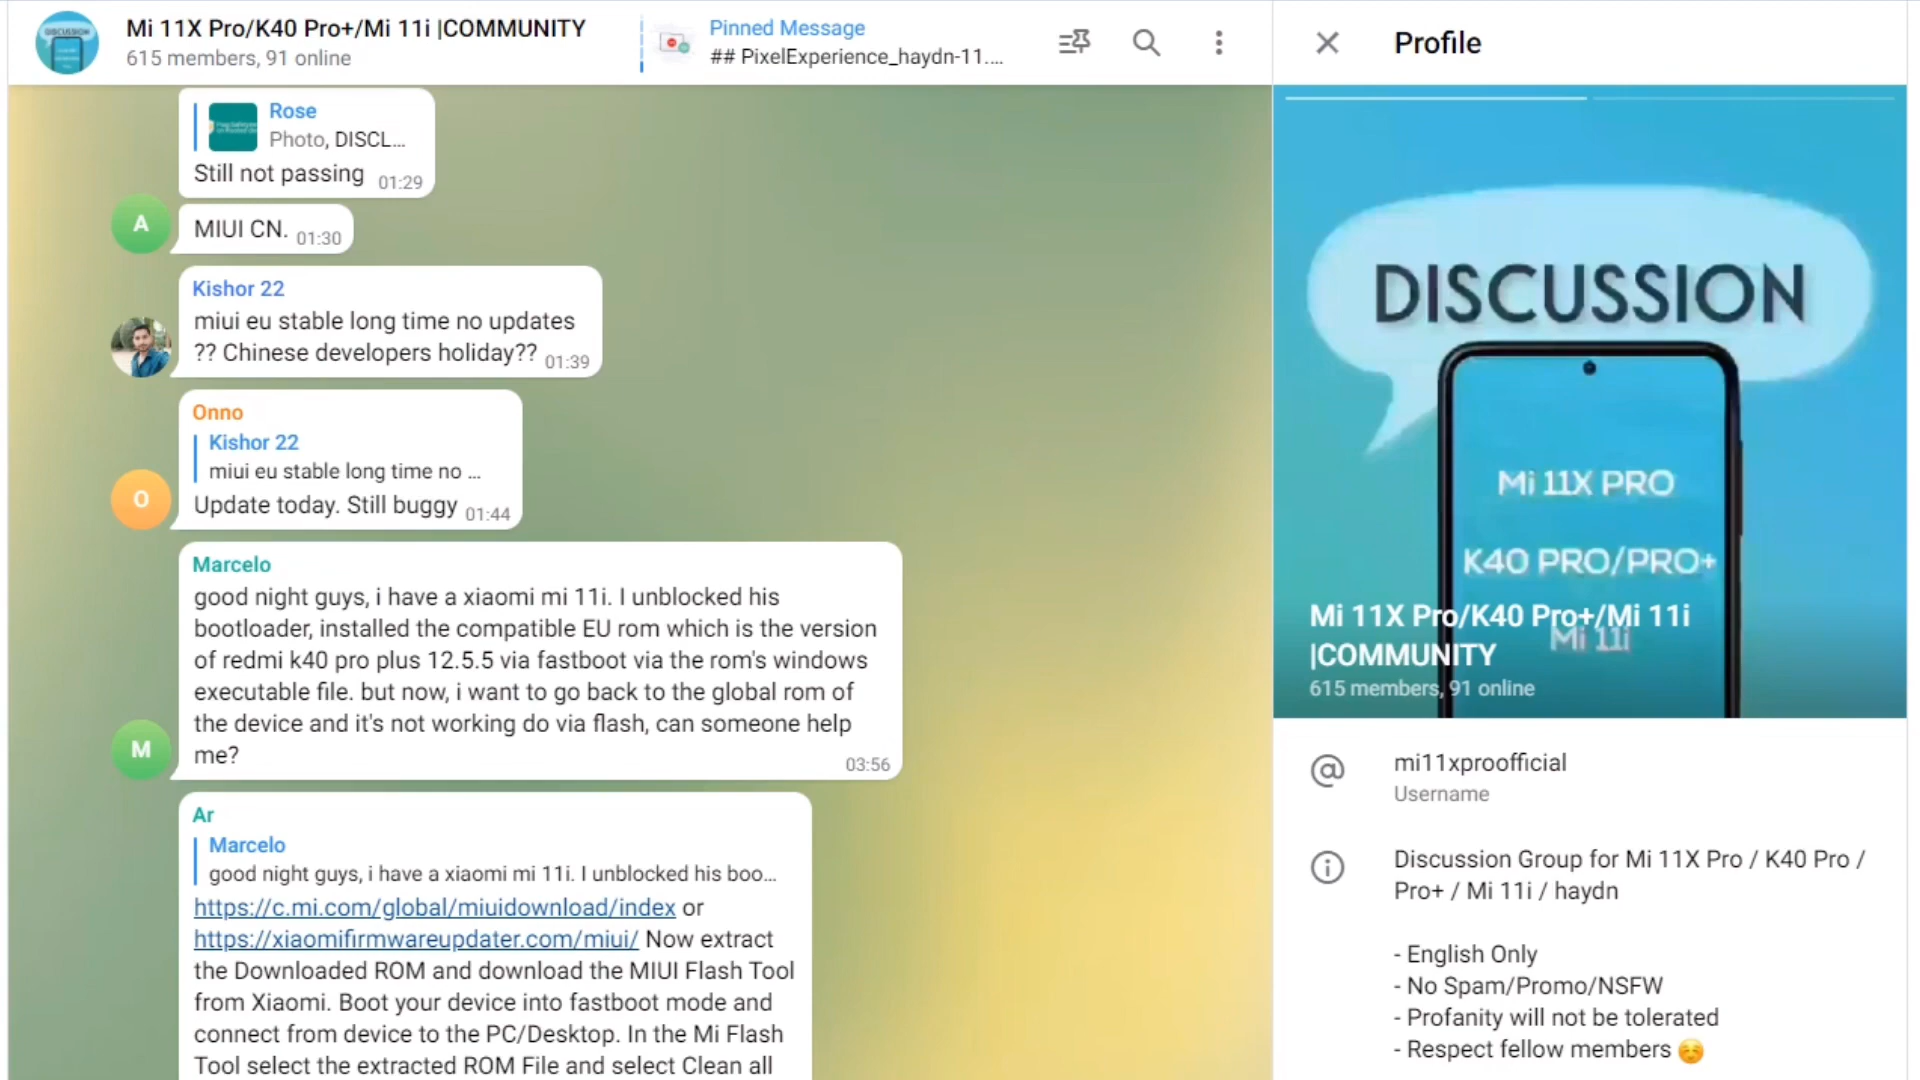 DISCUSSION
Mi 11X Pro/K40 Pro+/Mi 11i |COMMUNITY
615 members, 91 online
Pinned Message
## PixelExperience_haydn-11....
Profile
Rose
Photo, DISCL...
Still not passing 01:29
A
MIUI CN. 01:30
Kishor 22
miui eu stable long time no updates
?? Chinese developers holiday?? 01:39
Onno
Kishor 22
miui eu stable long time no ...
O
Update today. Still buggy 01:44
Marcelo
good night guys, i have a xiaomi mi 11i. I unblocked his
bootloader, installed the compatible EU rom which is the version
of redmi k40 pro plus 12.5.5 via fastboot via the rom's windows
executable file. but now, i want to go back to the global rom of
the device and it's not working do via flash, can someone help
M
me? 03:56
Ar
Marcelo
good night guys, i have a xiaomi mi 11i. I unblocked his boo...
https://c.mi.com/global/miuidownload/index or
https://xiaomifirmwareupdater.com/miui/ Now extract
the Downloaded ROM and download the MIUI Flash Tool
from Xiaomi. Boot your device into fastboot mode and
connect from device to the PC/Desktop. In the Mi Flash
Tool select the extracted ROM File and select Clean all
DISCUSSION
Mi 11X PRO
K40 PRO/PRO+
Mi 11i
Mi 11X Pro/K40 Pro+/Mi 11i
|COMMUNITY
615 members, 91 online
@ mi11xproofficial
Username
Discussion Group for Mi 11X Pro / K40 Pro /
Pro+ / Mi 11i / haydn
- English Only
- No Spam/Promo/NSFW
- Profanity will not be tolerated
- Respect fellow members ☺️